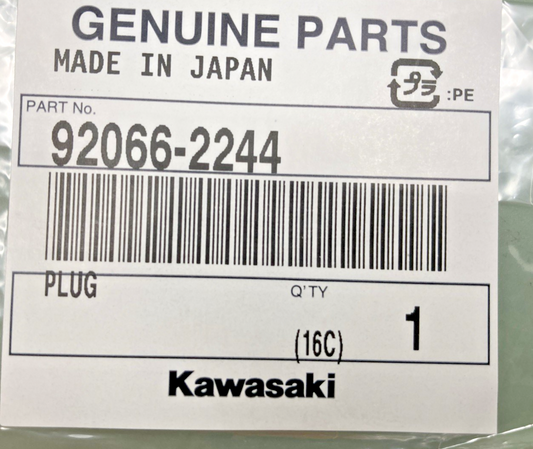 GENUINE PARTS
MADE IN JAPAN
プラ :PE
PART No.
92066-2244
PLUG
Q'TY
(16C) 1
Kawasaki